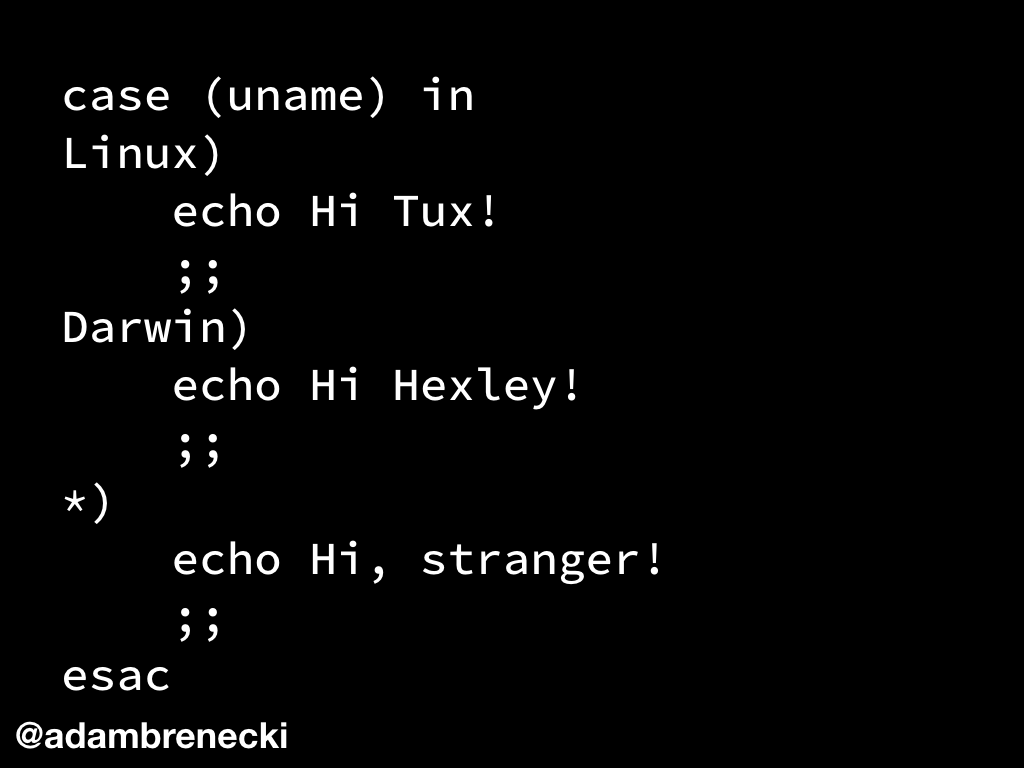 case (uname) in
Linux)
    echo Hi Tux!
    ;;
Darwin)
    echo Hi Hexley!
    ;;
*)
    echo Hi, stranger!
    ;;
esac
@adambrenecki